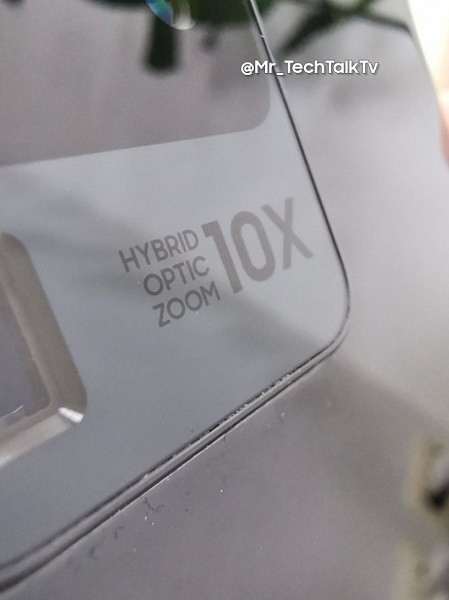 @Mr_TechTalkTv
HYBRID
OPTIC
ZOOM
10X